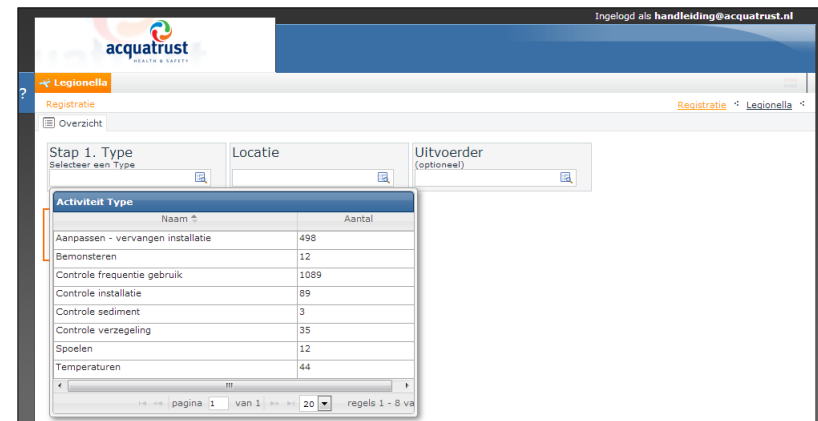 Ingelogd als handleiding@acquatrust.nl
acquatrust
HEALTH & SAFETY
Legionella
?
Registratie
Registratie Legionella
Overzicht
Stap 1. Type Locatie Uitvoerder
Selecteer een Type (optioneel)
Activiteit Type
Naam Aantal
Aanpassen - vervangen installatie 498
Bemonsteren 12
Controle frequentie gebruik 1089
Controle installatie 89
Controle sediment 3
Controle verzegeling 35
Spoelen 12
Temperaturen 44
pagina 1 van 1 20 regels 1 - 8 va